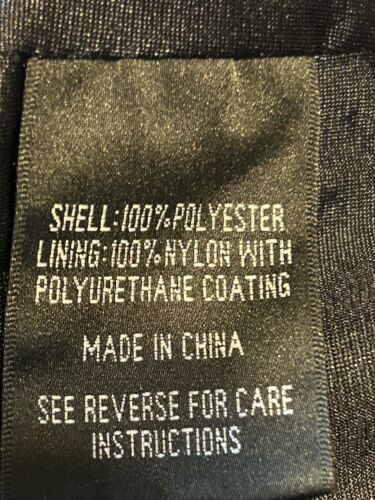 SHELL:100%POLYESTER
LINING:100%NYLON WITH
POLYURETHANE COATING
MADE IN CHINA
SEE REVERSE FOR CARE
INSTRUCTIONS